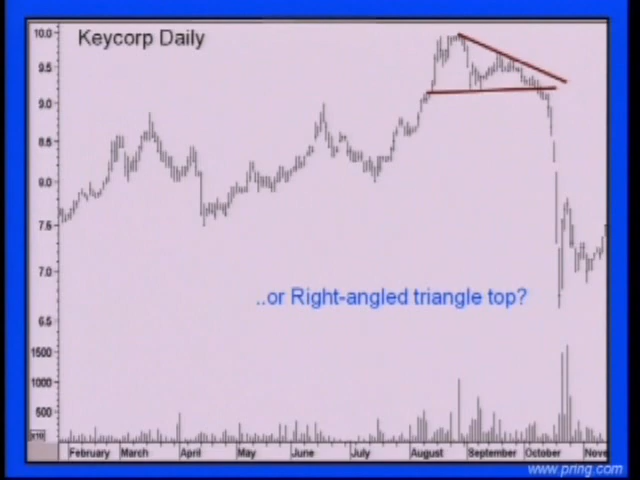 Keycorp Daily
10.0
9.5
9.0
8.5
8.0
7.5
7.0
6.5
..or Right-angled triangle top?
1500
1000
500
x10
February March April May June July August September October Nove
www.pring.com